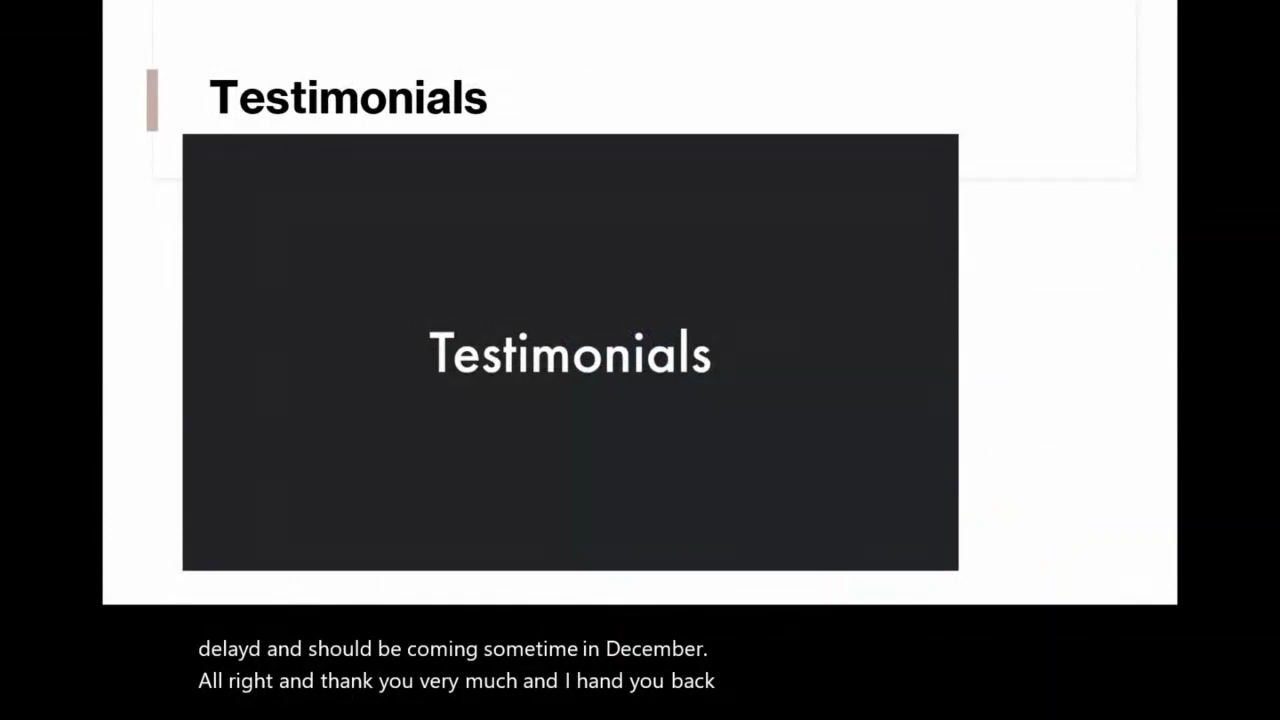 Testimonials
Testimonials
delayd and should be coming sometime in December.
All right and thank you very much and I hand you back